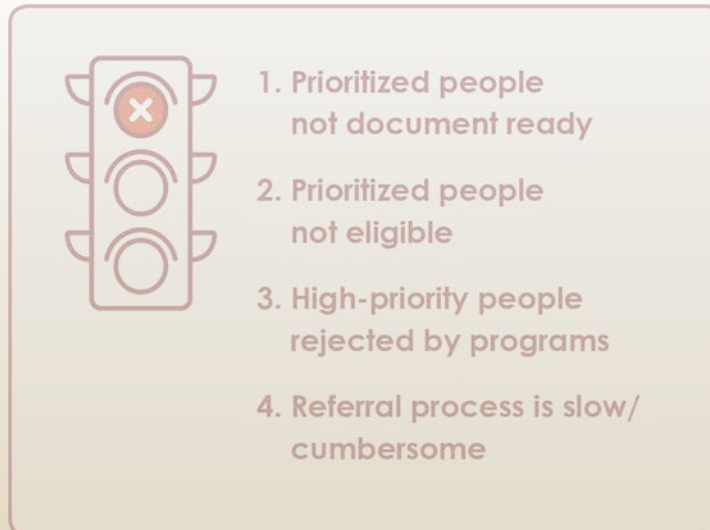 1. Prioritized people
not document ready
2. Prioritized people
not eligible
3. High-priority people
rejected by programs
4. Referral process is slow/
cumbersome